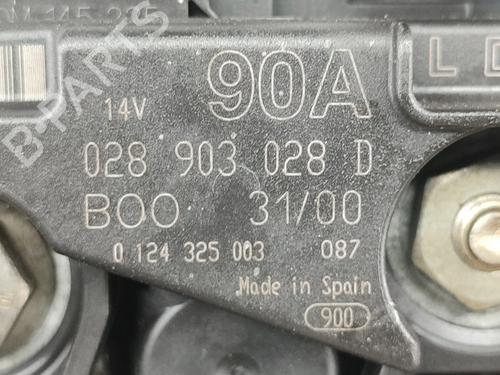 B-PARTS
90A
L
14V
028 903 028 D
BOO 31/00
0 124 325 003 087
Made in Spain
900